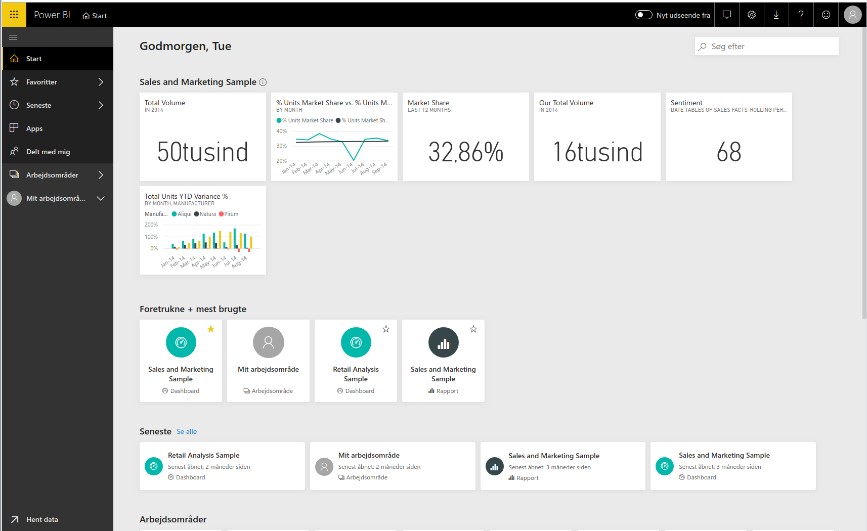 Power BI
Start
Nyt udseende fra
Start
Favoritter
Seneste
Apps
Delt med mig
Arbejdsområder
Mit arbejdsområ...
Hent data
Godmorgen, Tue
Søg efter
Sales and Marketing Sample
Total Volume
IN 2014
50tusind
% Units Market Share vs. % Units M...
BY MONTH
% Units Market Share % Units Market Sh...
40%
30%
20%
Jan-14 Feb-14 Mar-14 Apr-14 May-14 Jun-14 Jul-14 Aug-14 Sep-14
Market Share
LAST 12 MONTHS
32,86%
Our Total Volume
IN 2014
16tusind
Sentiment
DATE TABLES OF SALES FACTS, ROLLING PER...
68
Total Units YTD Variance %
BY MONTH, MANUFACTURER
Manufa... Aliqui Natura Pirum
200%
100%
0%
Jan-14 Feb-14 Mar-14 Apr-14 May-14 Jun-14 Jul-14 Aug-14
Foretrukne + mest brugte
Sales and Marketing
Sample
Dashboard
Mit arbejdsområde
Arbejdsområde
Retail Analysis
Sample
Dashboard
Sales and Marketing
Sample
Rapport
Seneste Se alle
Retail Analysis Sample
Senest åbnet: 2 måneder siden
Dashboard
Mit arbejdsområde
Senest åbnet: 2 måneder siden
Arbejdsområde
Sales and Marketing Sample
Senest åbnet: 3 måneder siden
Rapport
Sales and Marketing Sample
Senest åbnet: 3 måneder siden
Dashboard
Arbejdsområder